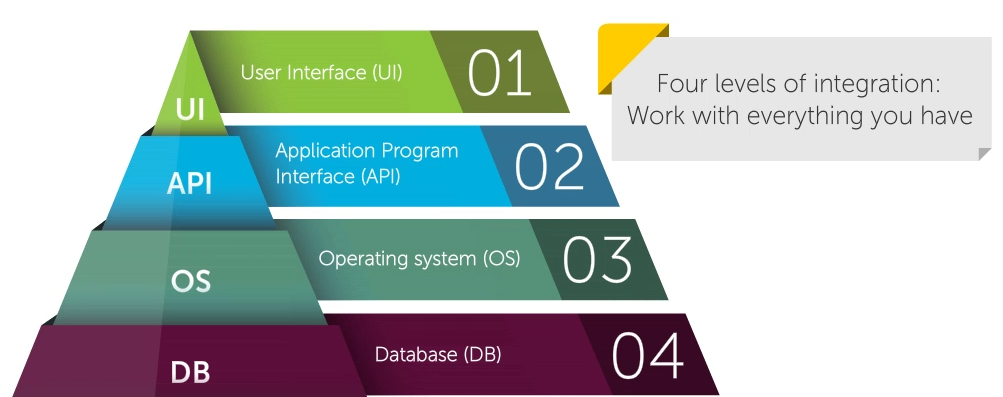 UI
User Interface (UI)
01
API
Application Program
Interface (API)
02
OS
Operating system (OS)
03
DB
Database (DB)
04
Four levels of integration:
Work with everything you have